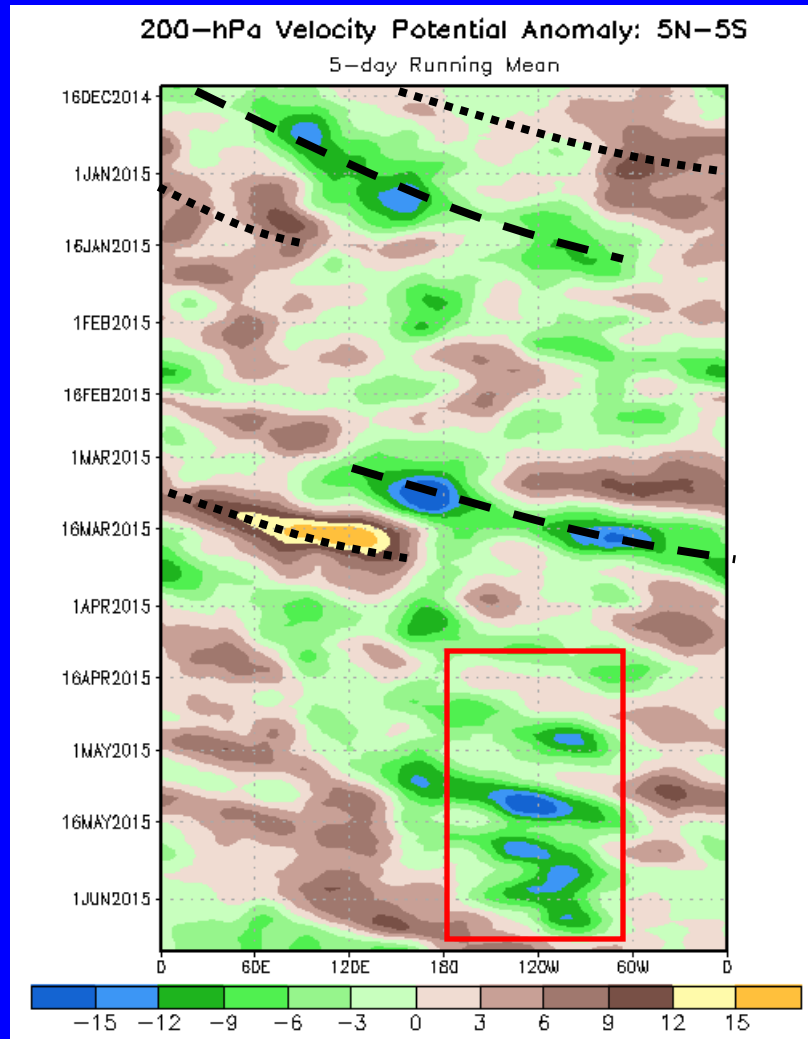 200-hPa Velocity Potential Anomaly: 5N-5S
5-day Running Mean
16DEC2014
1JAN2015
16JAN2015
1FEB2015
16FEB2015
1MAR2015
16MAR2015
1APR2015
16APR2015
1MAY2015
16MAY2015
1JUN2015
0 60E 120E 180 120W 60W 0
-15 -12 -9 -6 -3 0 3 6 9 12 15